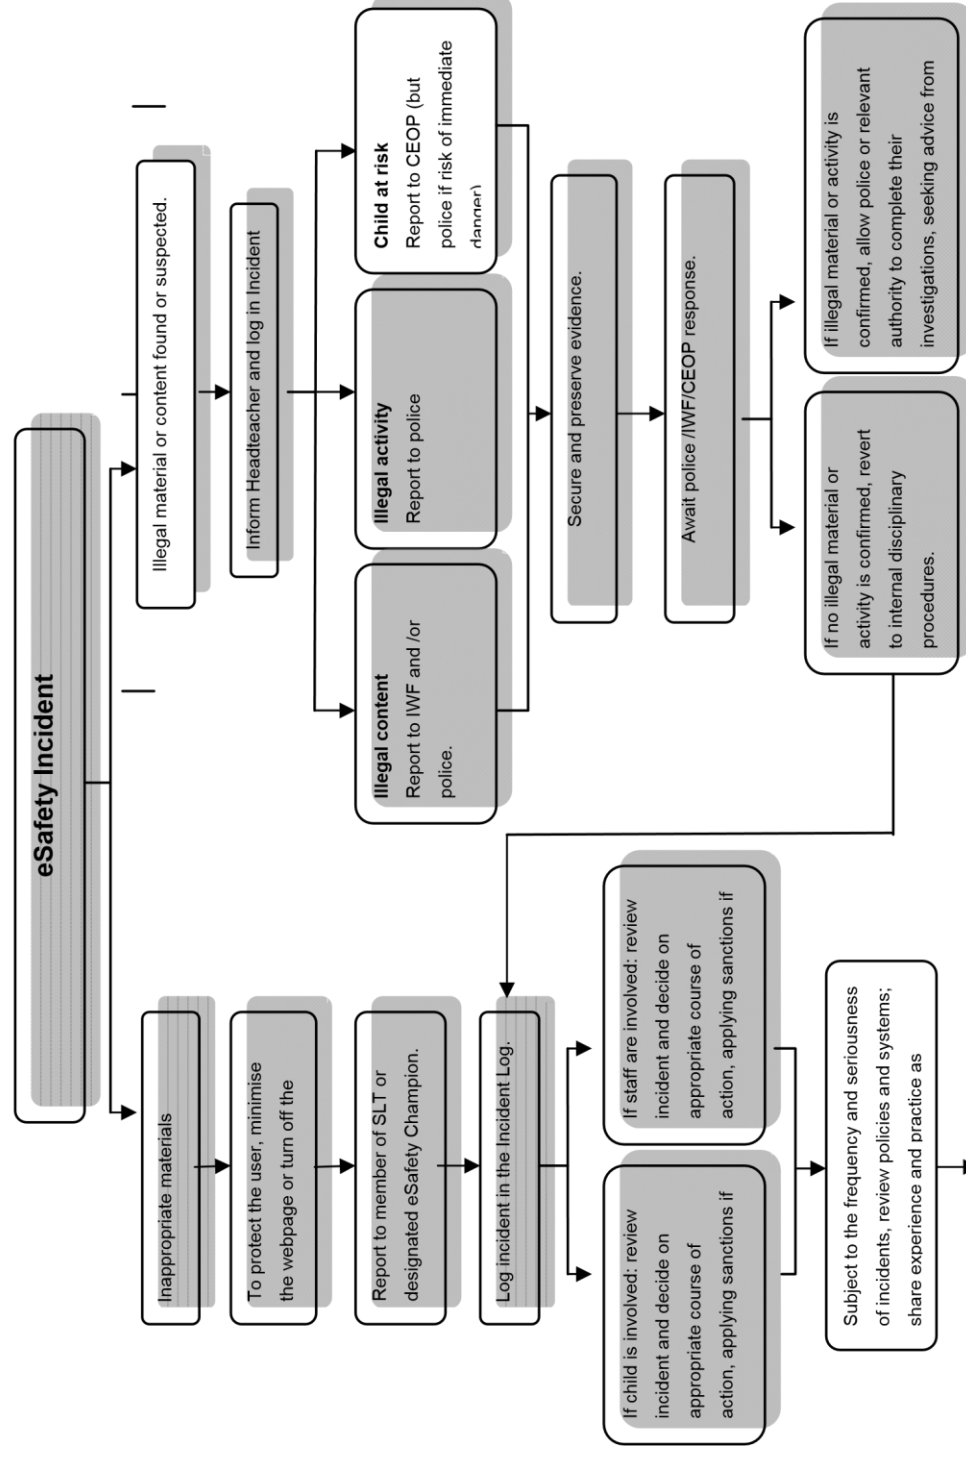 eSafety Incident
Inappropriate materials
To protect the user, minimise
the webpage or turn off the
Report to member of SLT or
designated eSafety Champion.
Log incident in the Incident Log.
If child is involved: review
incident and decide on
appropriate course of
action, applying sanctions if
If staff are involved: review
incident and decide on
appropriate course of
action, applying sanctions if
Subject to the frequency and seriousness
of incidents, review policies and systems;
share experience and practice as
Illegal material or content found or suspected.
Inform Headteacher and log in Incident
Illegal content
Report to IWF and /or
police.
Illegal activity
Report to police
Child at risk
Report to CEOP (but
police if risk of immediate
danger)
Secure and preserve evidence.
Await police /IWF/CEOP response.
If no illegal material or
activity is confirmed, revert
to internal disciplinary
procedures.
If illegal material or activity is
confirmed, allow police or relevant
authority to complete their
investigations, seeking advice from